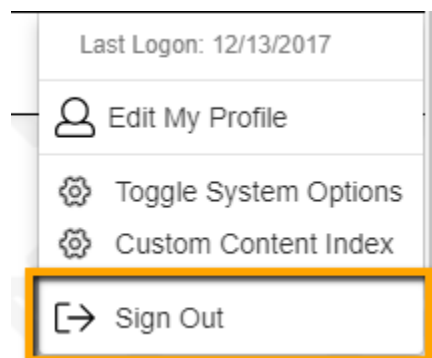 Last Logon: 12/13/2017
Edit My Profile
Toggle System Options
Custom Content Index
Sign Out